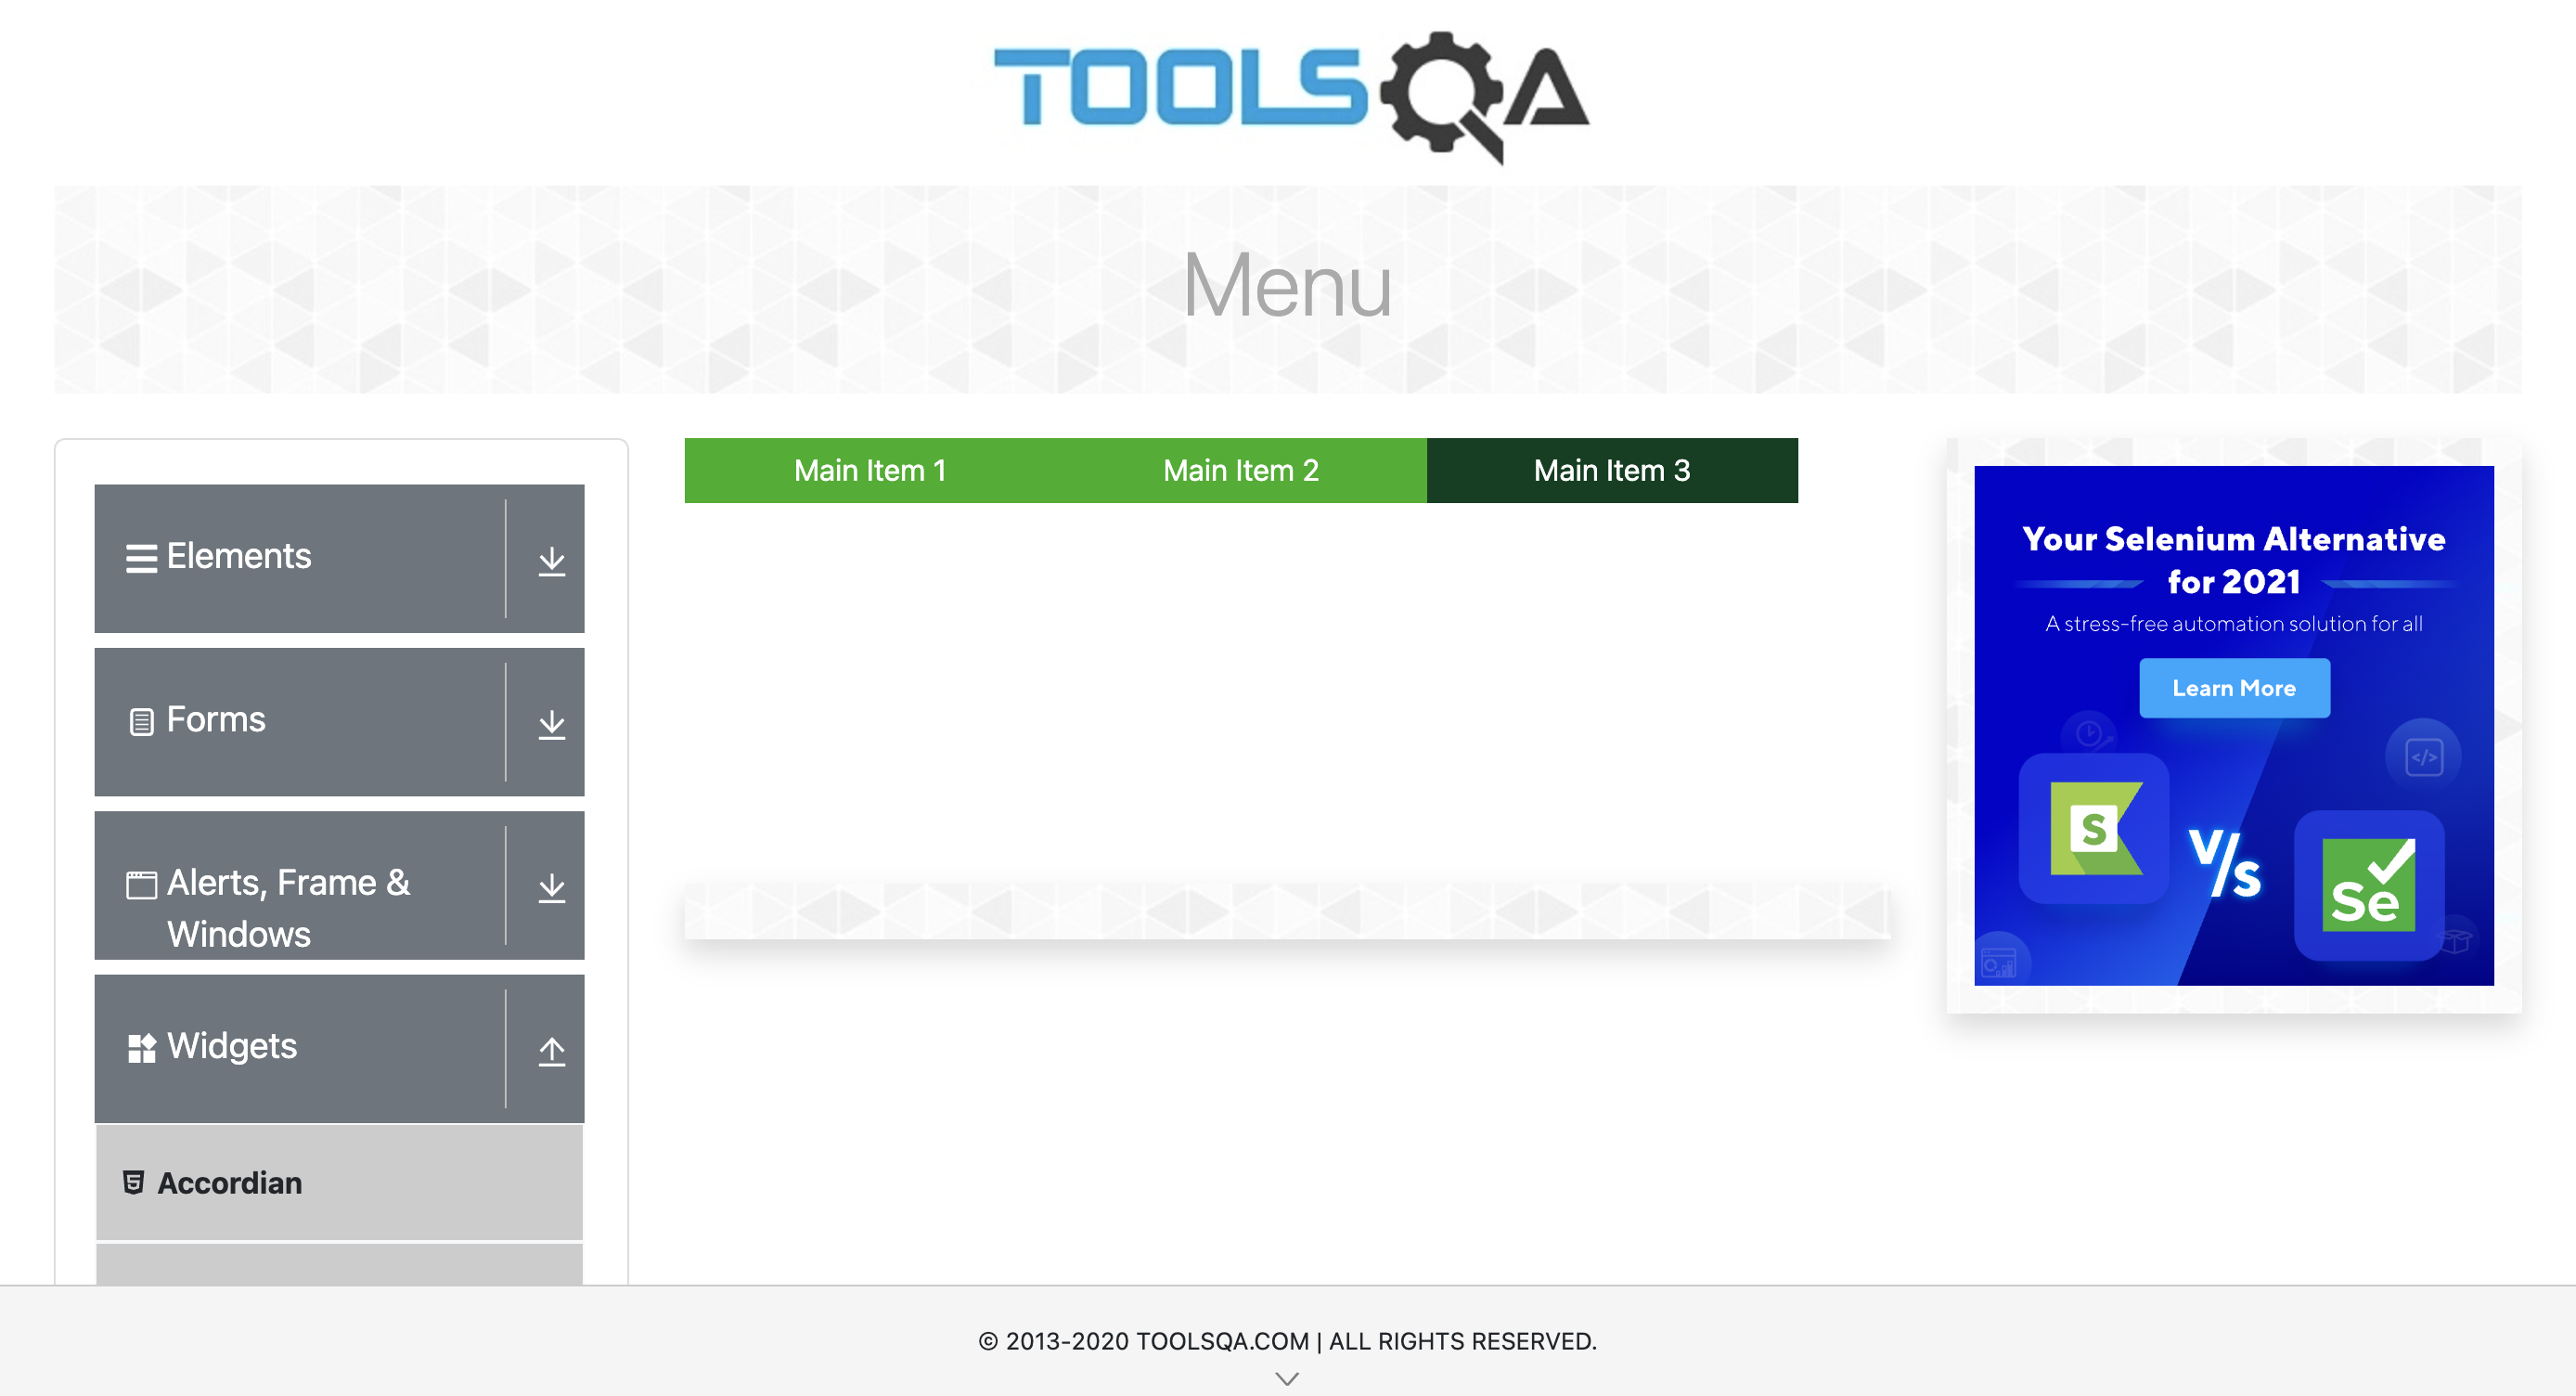 TOOLSQA
Menu
Elements
Forms
Alerts, Frame &
Windows
Widgets
Accordian
Main Item 1
Main Item 2
Main Item 3
Your Selenium Alternative
for 2021
A stress-free automation solution for all
Learn More
</>
S
V/s
Se
© 2013-2020 TOOLSQA.COM | ALL RIGHTS RESERVED.